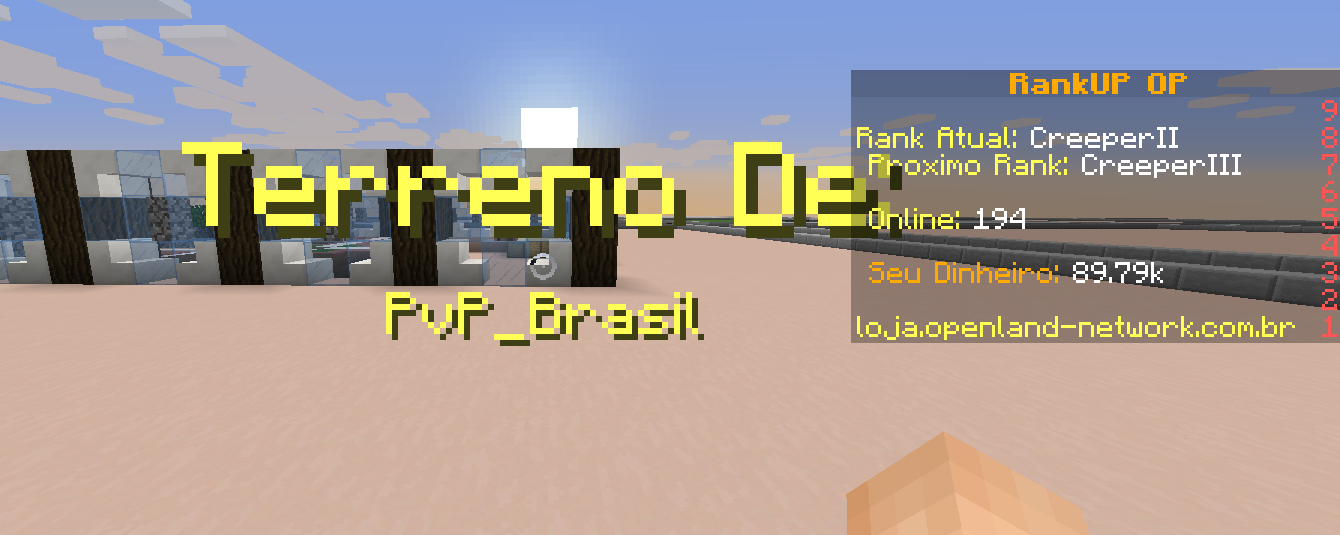 Terreno De:
PvP_Brasil
RankUP OP
9
Rank Atual: CreeperII 8
Proximo Rank: CreeperIII 7
6
Online: 194 5
4
Seu Dinheiro: 89.79k 3
2
loja.openland-network.com.br 1